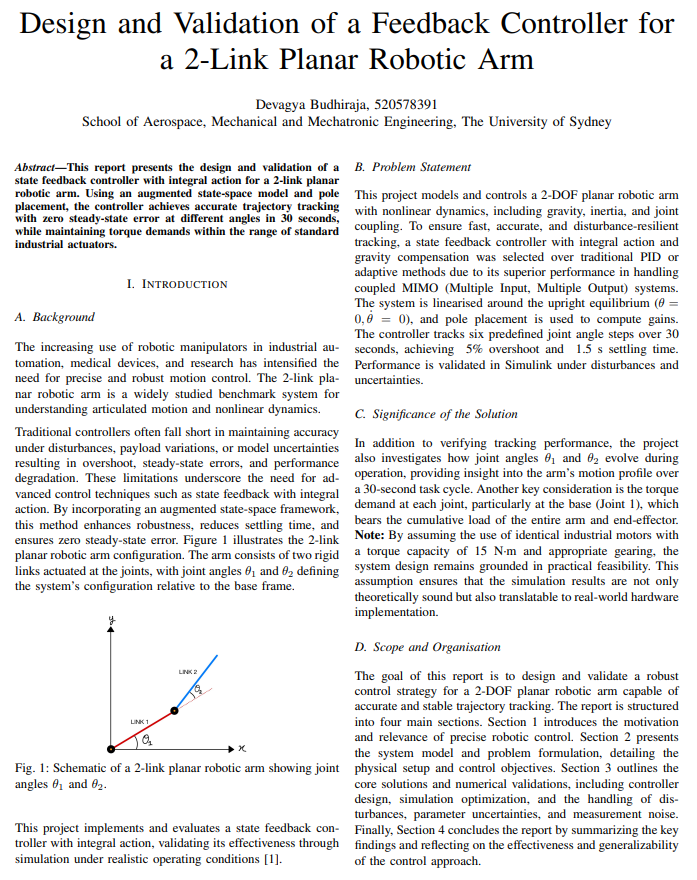 Design and Validation of a Feedback Controller for
a 2-Link Planar Robotic Arm
Devagya Budhiraja, 520578391
School of Aerospace, Mechanical and Mechatronic Engineering, The University of Sydney
Abstract—This report presents the design and validation of a
state feedback controller with integral action for a 2-link planar
robotic arm. Using an augmented state-space model and pole
placement, the controller achieves accurate trajectory tracking
with zero steady-state error at different angles in 30 seconds,
while maintaining torque demands within the range of standard
industrial actuators.
I. INTRODUCTION
A. Background
The increasing use of robotic manipulators in industrial au-
tomation, medical devices, and research has intensified the
need for precise and robust motion control. The 2-link pla-
nar robotic arm is a widely studied benchmark system for
understanding articulated motion and nonlinear dynamics.
Traditional controllers often fall short in maintaining accuracy
under disturbances, payload variations, or model uncertainties
resulting in overshoot, steady-state errors, and performance
degradation. These limitations underscore the need for ad-
vanced control techniques such as state feedback with integral
action. By incorporating an augmented state-space framework,
this method enhances robustness, reduces settling time, and
ensures zero steady-state error. Figure 1 illustrates the 2-link
planar robotic arm configuration. The arm consists of two rigid
links actuated at the joints, with joint angles θ₁ and θ₂ defining
the system's configuration relative to the base frame.
y
LINK 2
θ₂
LINK 1
θ₁
x
Fig. 1: Schematic of a 2-link planar robotic arm showing joint
angles θ₁ and θ₂.
This project implements and evaluates a state feedback con-
troller with integral action, validating its effectiveness through
simulation under realistic operating conditions [1].
B. Problem Statement
This project models and controls a 2-DOF planar robotic arm
with nonlinear dynamics, including gravity, inertia, and joint
coupling. To ensure fast, accurate, and disturbance-resilient
tracking, a state feedback controller with integral action and
gravity compensation was selected over traditional PID or
adaptive methods due to its superior performance in handling
coupled MIMO (Multiple Input, Multiple Output) systems.
The system is linearised around the upright equilibrium (θ =
0, θ̇ = 0), and pole placement is used to compute gains.
The controller tracks six predefined joint angle steps over 30
seconds, achieving 5% overshoot and 1.5 s settling time.
Performance is validated in Simulink under disturbances and
uncertainties.
C. Significance of the Solution
In addition to verifying tracking performance, the project
also investigates how joint angles θ₁ and θ₂ evolve during
operation, providing insight into the arm's motion profile over
a 30-second task cycle. Another key consideration is the torque
demand at each joint, particularly at the base (Joint 1), which
bears the cumulative load of the entire arm and end-effector.
Note: By assuming the use of identical industrial motors with
a torque capacity of 15 N·m and appropriate gearing, the
system design remains grounded in practical feasibility. This
assumption ensures that the simulation results are not only
theoretically sound but also translatable to real-world hardware
implementation.
D. Scope and Organisation
The goal of this report is to design and validate a robust
control strategy for a 2-DOF planar robotic arm capable of
accurate and stable trajectory tracking. The report is structured
into four main sections. Section 1 introduces the motivation
and relevance of precise robotic control. Section 2 presents
the system model and problem formulation, detailing the
physical setup and control objectives. Section 3 outlines the
core solutions and numerical validations, including controller
design, simulation optimization, and the handling of dis-
turbances, parameter uncertainties, and measurement noise.
Finally, Section 4 concludes the report by summarizing the key
findings and reflecting on the effectiveness and generalizability
of the control approach.